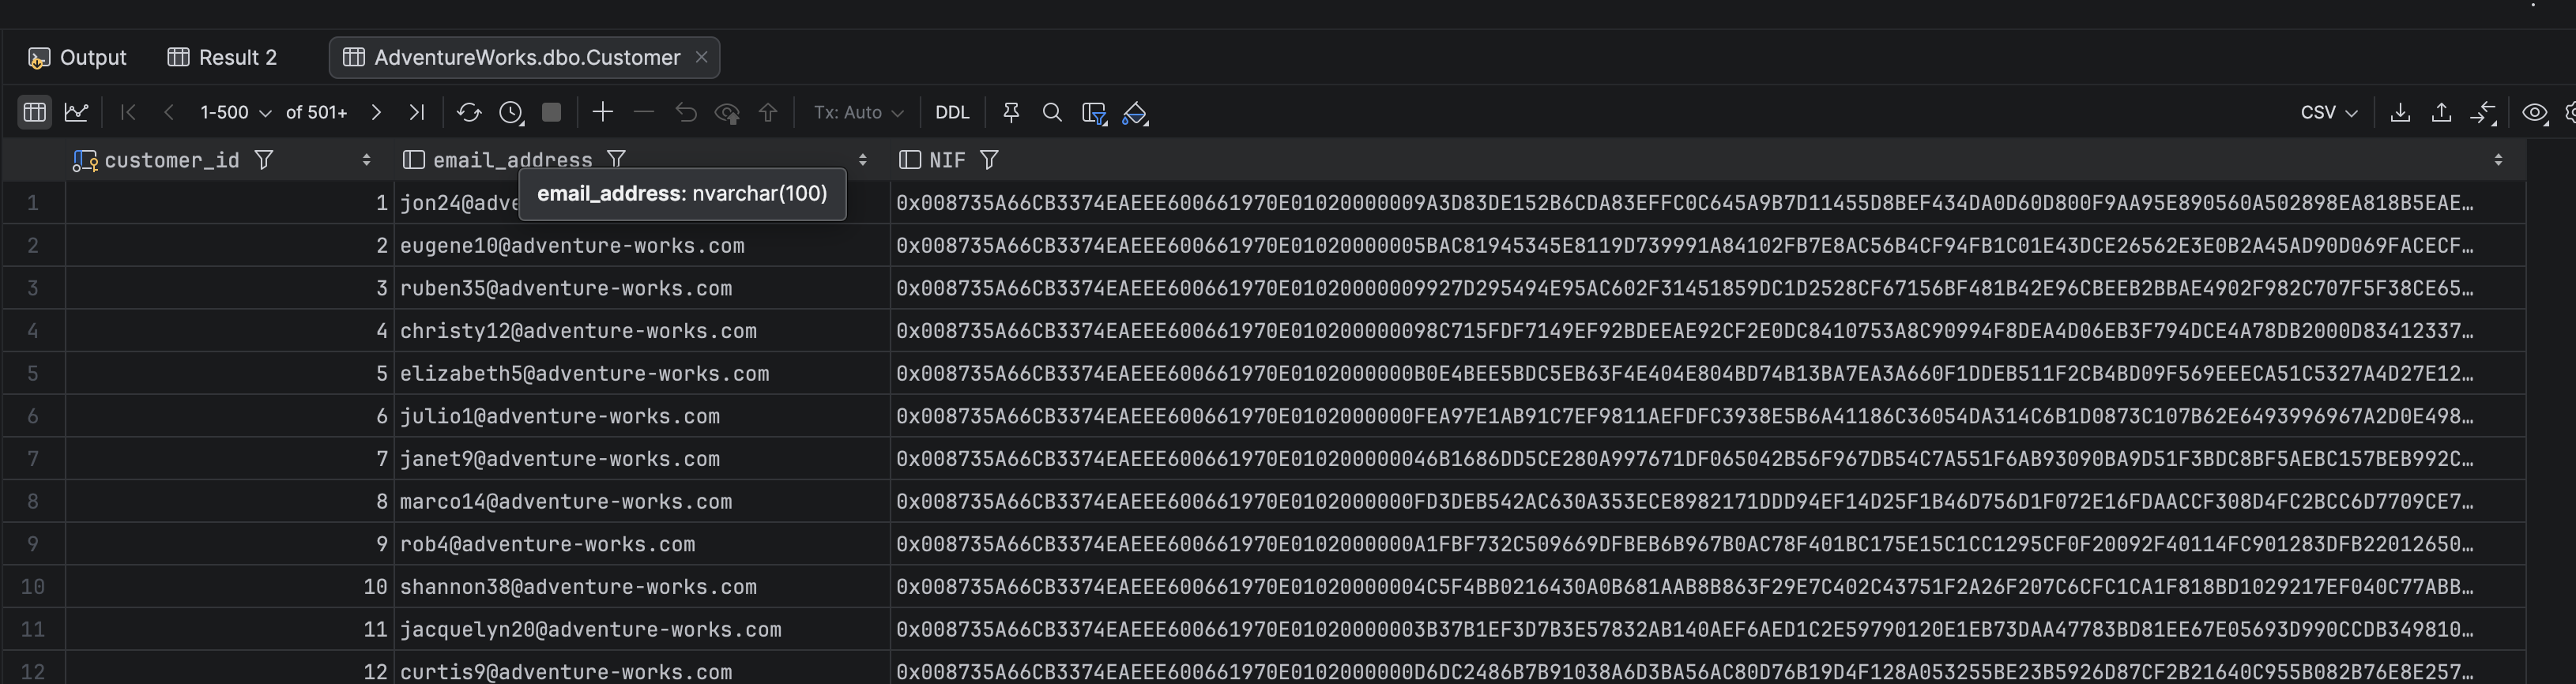 Output Result 2 AdventureWorks.dbo.Customer
1-500 of 501+ Tx: Auto DDL CSV
customer_id email_address NIF
email_address: nvarchar(100)
1 1 jon24@adve 0x008735A66CB3374EAEEE600661970E01020000009A3D83DE152B6CDA83EFFC0C645A9B7D11455D8BEF434DA0D60D800F9AA95E890560A502898EA818B5EAE…
2 2 eugene10@adventure-works.com 0x008735A66CB3374EAEEE600661970E01020000005BAC81945345E8119D739991A84102FB7E8AC56B4CF94FB1C01E43DCE26562E3E0B2A45AD90D069FACECF…
3 3 ruben35@adventure-works.com 0x008735A66CB3374EAEEE600661970E01020000009927D295494E95AC602F31451859DC1D2528CF67156BF481B42E96CBEEB2BBAE4902F982C707F5F38CE65…
4 4 christy12@adventure-works.com 0x008735A66CB3374EAEEE600661970E010200000098C715FDF7149EF92BDEEAE92CF2E0DC8410753A8C90994F8DEA4D06EB3F794DCE4A78DB2000D83412337…
5 5 elizabeth5@adventure-works.com 0x008735A66CB3374EAEEE600661970E0102000000B0E4BEE5BDC5EB63F4E404E804BD74B13BA7EA3A660F1DDEB511F2CB4BD09F569EEECA51C5327A4D27E12…
6 6 julio1@adventure-works.com 0x008735A66CB3374EAEEE600661970E0102000000FEA97E1AB91C7EF9811AEFDFC3938E5B6A41186C36054DA314C6B1D0873C107B62E6493996967A2D0E498…
7 7 janet9@adventure-works.com 0x008735A66CB3374EAEEE600661970E010200000046B1686DD5CE280A997671DF065042B56F967DB54C7A551F6AB93090BA9D51F3BDC8BF5AEBC157BEB992C…
8 8 marco14@adventure-works.com 0x008735A66CB3374EAEEE600661970E0102000000FD3DEB542AC630A353ECE8982171DDD94EF14D25F1B46D756D1F072E16FDAACCF308D4FC2BCC6D7709CE7…
9 9 rob4@adventure-works.com 0x008735A66CB3374EAEEE600661970E0102000000A1FBF732C509669DFBEB6B967B0AC78F401BC175E15C1CC1295CF0F20092F40114FC901283DFB22012650…
10 10 shannon38@adventure-works.com 0x008735A66CB3374EAEEE600661970E01020000004C5F4BB0216430A0B681AAB8B863F29E7C402C43751F2A26F207C6CFC1CA1F818BD1029217EF040C77ABB…
11 11 jacquelyn20@adventure-works.com 0x008735A66CB3374EAEEE600661970E01020000003B37B1EF3D7B3E57832AB140AEF6AED1C2E59790120E1EB73DAA47783BD81EE67E05693D990CCDB349810…
12 12 curtis9@adventure-works.com 0x008735A66CB3374EAEEE600661970E0102000000D6DC2486B7B91038A6D3BA56AC80D76B19D4F128A053255BE23B5926D87CF2B21640C955B082B76E8E257…